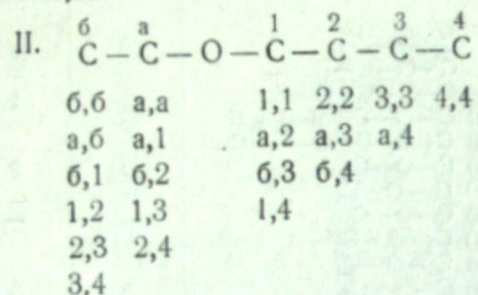 б а 1 2 3 4
II. C – C – O – C – C – C – C
б,б а,а 1,1 2,2 3,3 4,4
а,б а,1 а,2 а,3 а,4
б,1 б,2 б,3 б,4
1,2 1,3 1,4
2,3 2,4
3,4